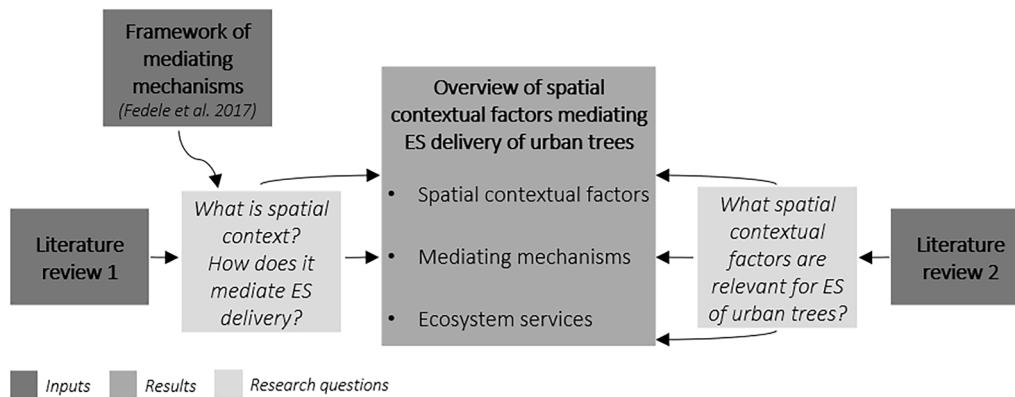 Framework of
mediating
mechanisms
(Fedele et al. 2017)
Literature
review 1
What is spatial
context?
How does it
mediate ES
delivery?
Overview of spatial
contextual factors mediating
ES delivery of urban trees
• Spatial contextual factors
• Mediating mechanisms
• Ecosystem services
What spatial
contextual
factors are
relevant for ES
of urban trees?
Literature
review 2
Inputs
Results
Research questions